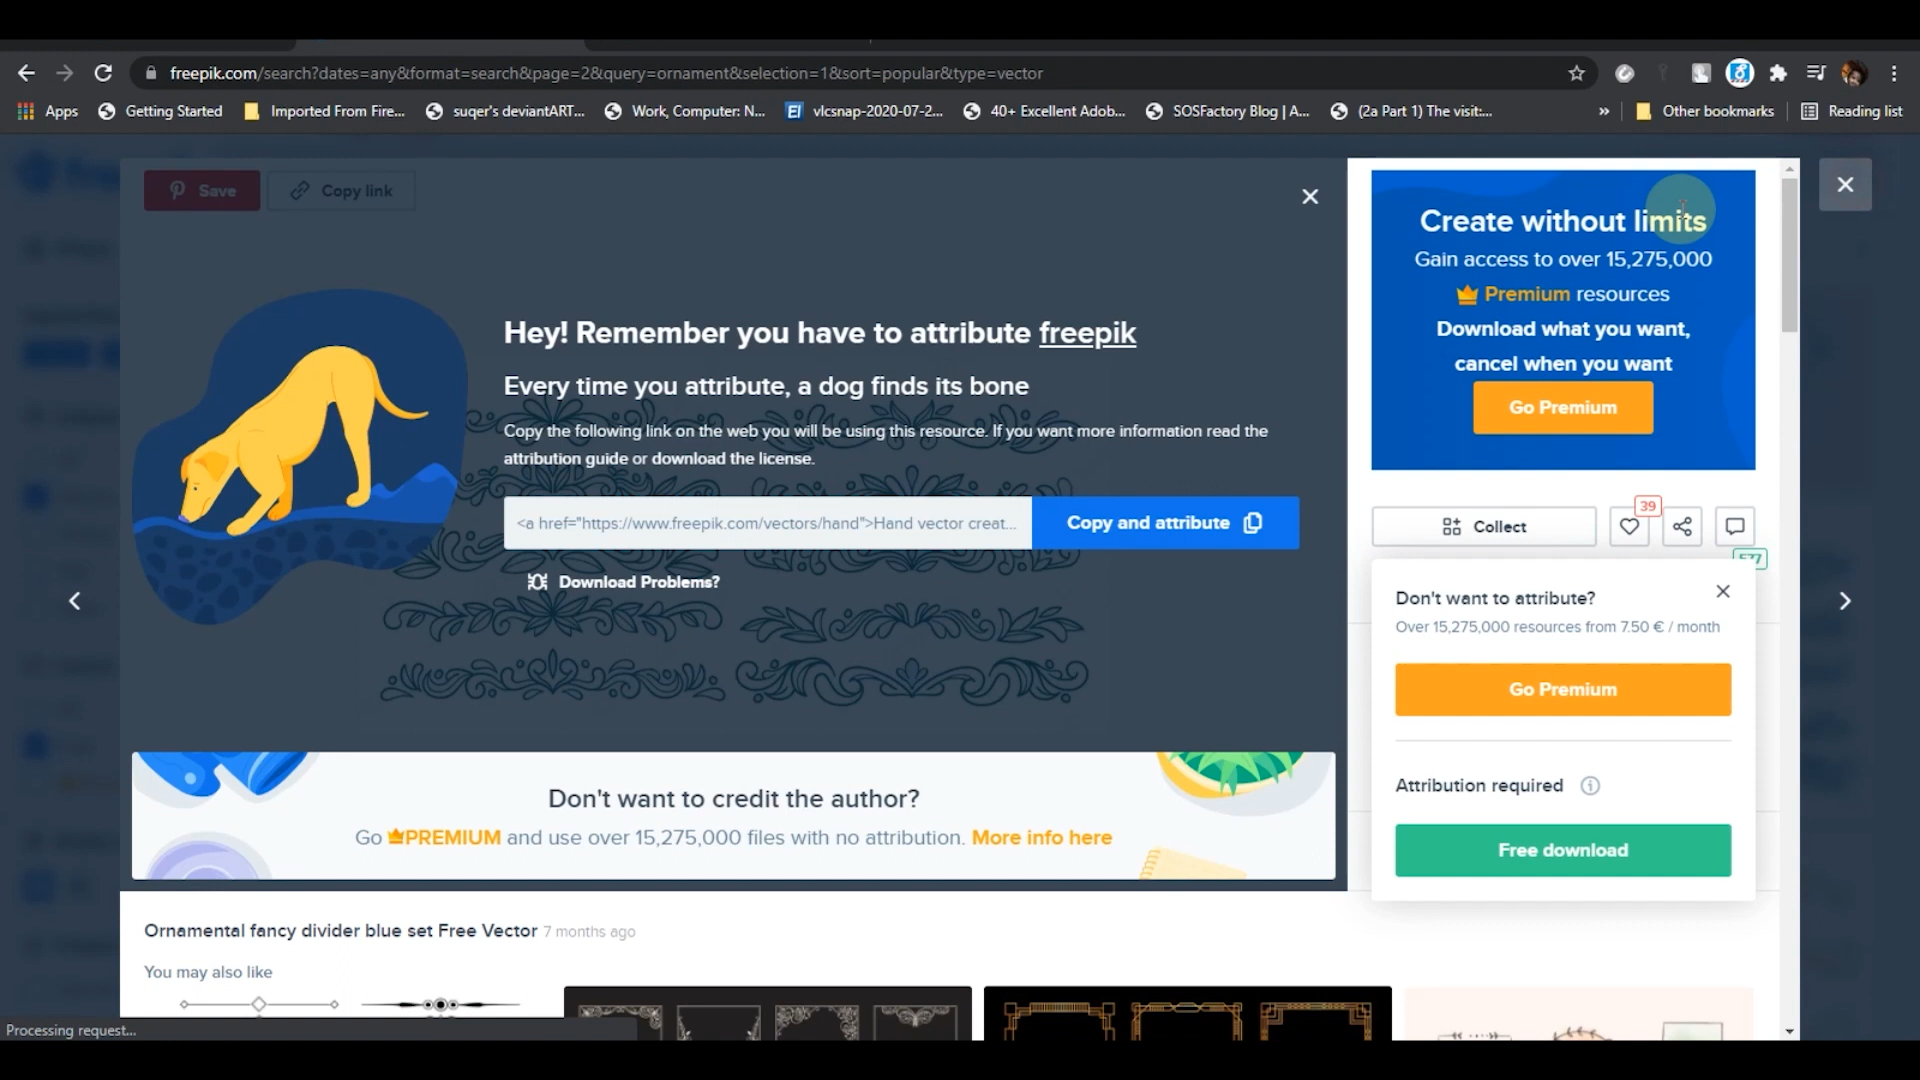 freepik.com/search?dates=any&format=search&page=2&query=ornament&selection=1&sort=popular&type=vector
Apps
Getting Started
Imported From Fire...
suqer's deviantART...
Work, Computer: N...
EI
vlcsnap-2020-07-2...
40+ Excellent Adob...
SOSFactory Blog | A...
(2a Part 1) The visit:...
»
Other bookmarks
Reading list
Save
Copy link
Create without limits
Gain access to over 15,275,000
Premium resources
Download what you want,
cancel when you want
Go Premium
Hey! Remember you have to attribute freepik
Every time you attribute, a dog finds its bone
Copy the following link on the web you will be using this resource. If you want more information read the
attribution guide or download the license.
<a href="https://www.freepik.com/vectors/hand">Hand vector creat...
Copy and attribute
Download Problems?
Collect
39
577
Don't want to attribute?
Over 15,275,000 resources from 7.50 € / month
Go Premium
Attribution required
Free download
Don't want to credit the author?
Go PREMIUM and use over 15,275,000 files with no attribution. More info here
Ornamental fancy divider blue set Free Vector 7 months ago
You may also like
Processing request...